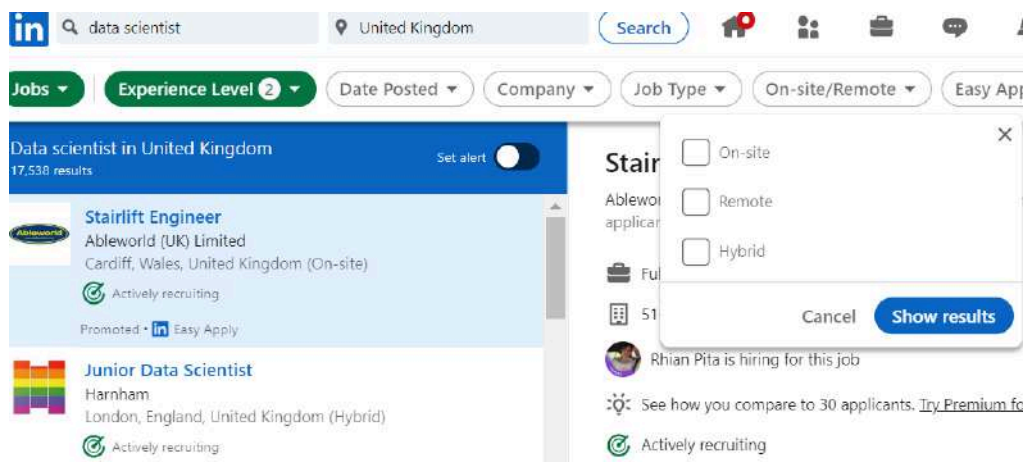 in
data scientist
United Kingdom
Search
Jobs
Experience Level 2
Date Posted
Company
Job Type
On-site/Remote
Easy App
Data scientist in United Kingdom
17,538 results
Set alert
Ableworld
Stairlift Engineer
Ableworld (UK) Limited
Cardiff, Wales, United Kingdom (On-site)
Actively recruiting
Promoted • in Easy Apply
Junior Data Scientist
Harnham
London, England, United Kingdom (Hybrid)
Actively recruiting
Stair
Ablewor
applicar
Ful
51
On-site
Remote
Hybrid
Cancel
Show results
Rhian Pita is hiring for this job
See how you compare to 30 applicants. Try Premium fo
Actively recruiting